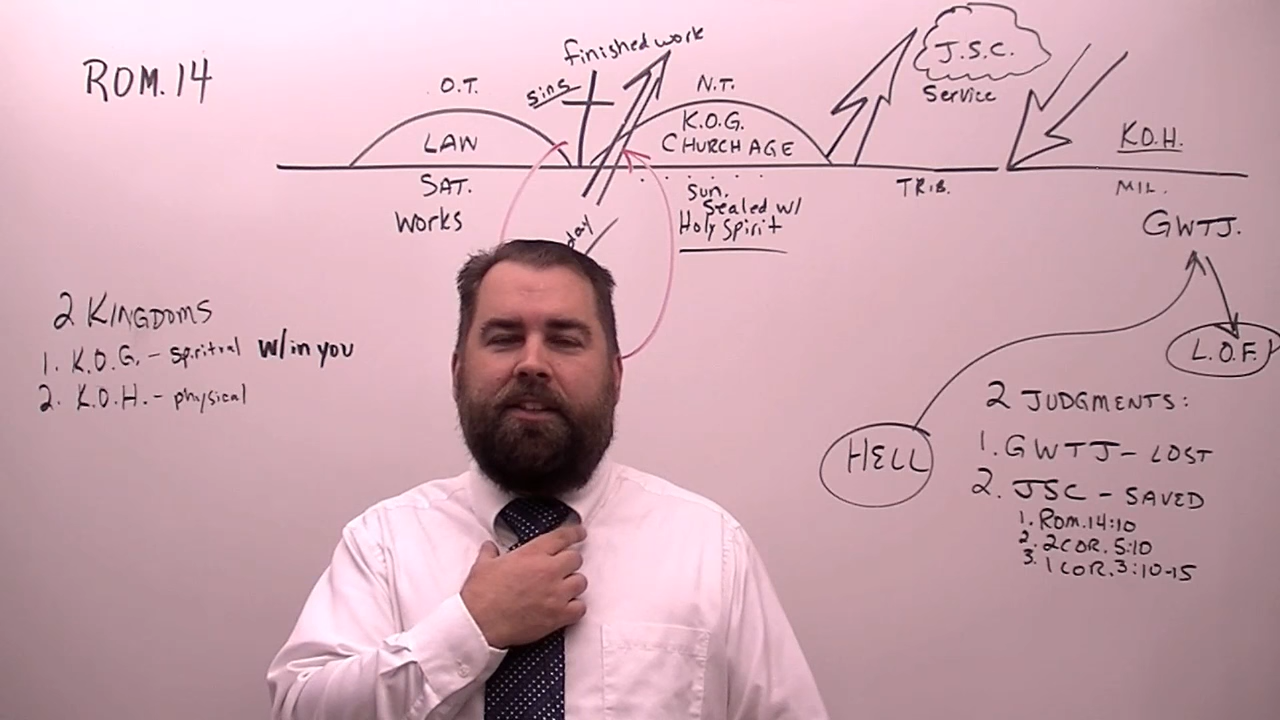 ROM. 14
finished work
sins
O.T.
LAW
SAT.
Works
day
N.T.
K.O.G.
CHURCH AGE
Sun.
Sealed w/
Holy Spirit
J.S.C.
Service
TRIB.
K.O.H.
MIL.
GWTJ.
L.O.F.
HELL
2 KINGDOMS
1. K.O.G. - spiritual w/in you
2. K.O.H. - physical
2 JUDGMENTS:
1. GWTJ - LOST
2. JSC - SAVED
1. ROM. 14:10
2. 2 COR. 5:10
3. 1 COR. 3:10-15